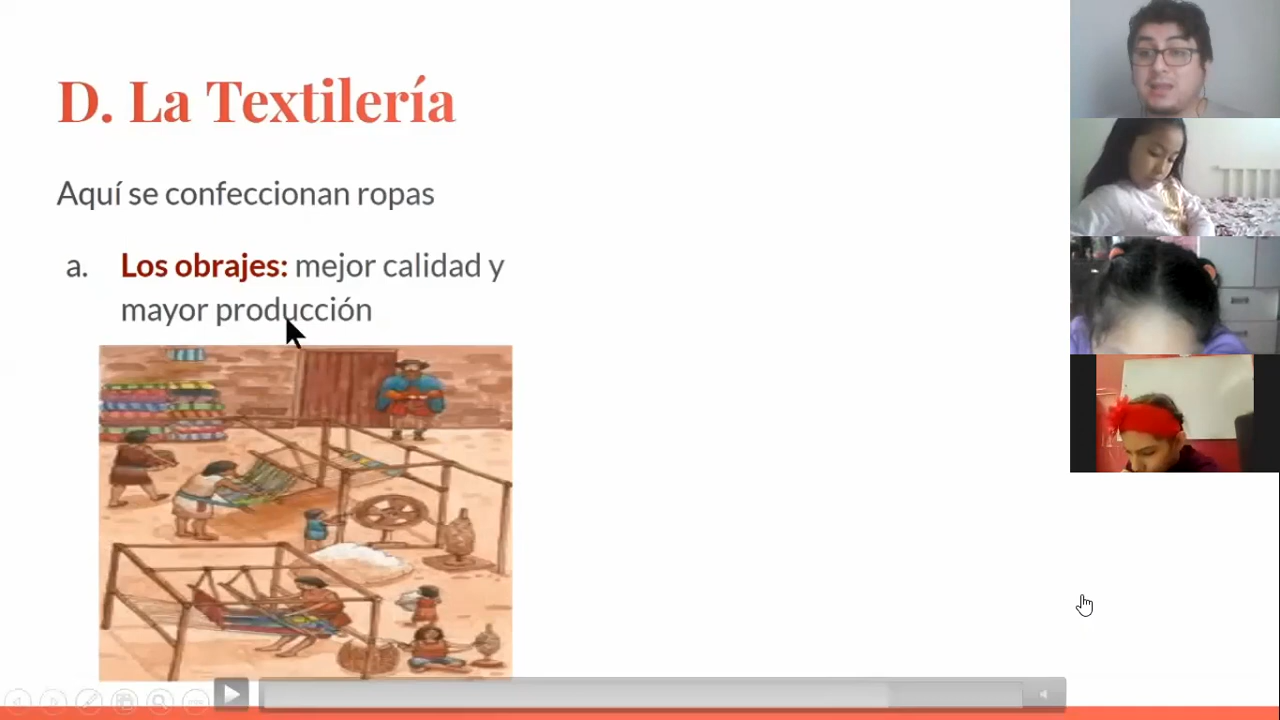 D. La Textilería
Aquí se confeccionan ropas
a. Los obrajes: mejor calidad y
mayor producción